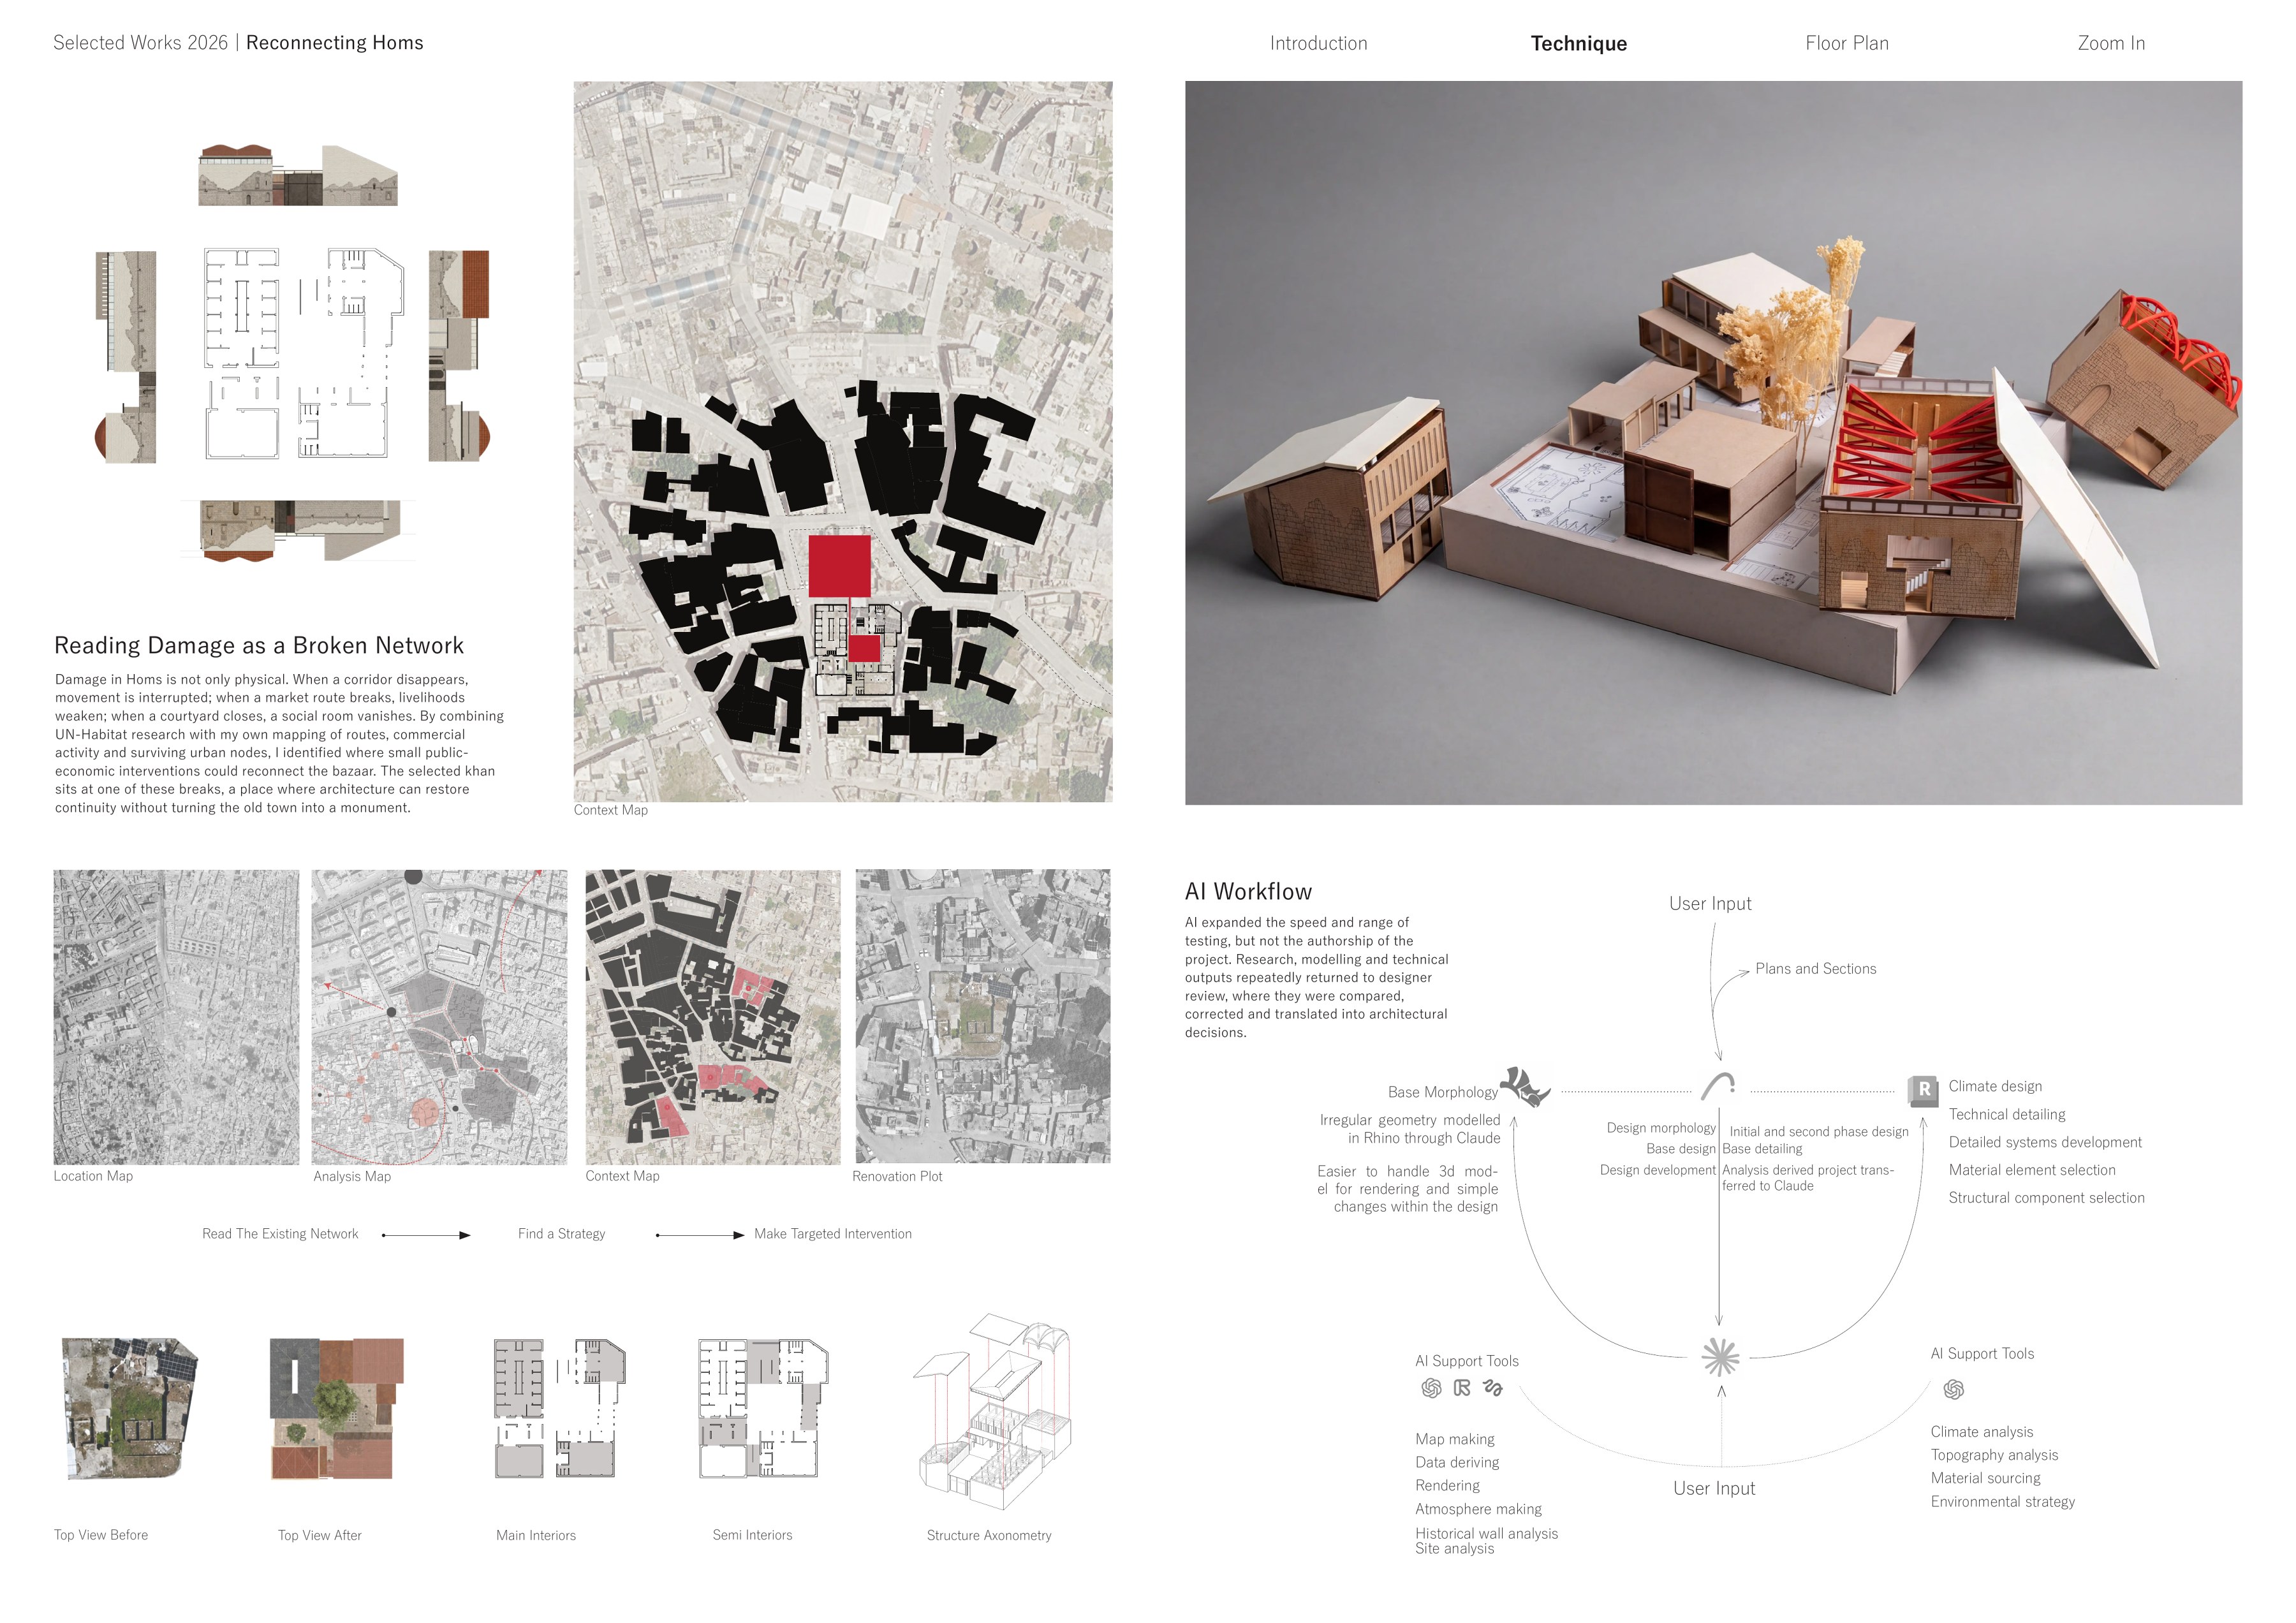 Selected Works 2026 | Reconnecting Homs
Introduction
Technique
Floor Plan
Zoom In
Reading Damage as a Broken Network
Damage in Homs is not only physical. When a corridor disappears,
movement is interrupted; when a market route breaks, livelihoods
weaken; when a courtyard closes, a social room vanishes. By combining
UN-Habitat research with my own mapping of routes, commercial
activity and surviving urban nodes, I identified where small public-
economic interventions could reconnect the bazaar. The selected khan
sits at one of these breaks, a place where architecture can restore
continuity without turning the old town into a monument.
Context Map
Location Map
Analysis Map
Context Map
Renovation Plot
Read The Existing Network
Find a Strategy
Make Targeted Intervention
Top View Before
Top View After
Main Interiors
Semi Interiors
Structure Axonometry
AI Workflow
AI expanded the speed and range of
testing, but not the authorship of the
project. Research, modelling and technical
outputs repeatedly returned to designer
review, where they were compared,
corrected and translated into architectural
decisions.
User Input
Plans and Sections
Base Morphology
Irregular geometry modelled
in Rhino through Claude
Easier to handle 3d mod-
el for rendering and simple
changes within the design
Design morphology
Base design
Design development
Initial and second phase design
Base detailing
Analysis derived project trans-
ferred to Claude
R
Climate design
Technical detailing
Detailed systems development
Material element selection
Structural component selection
AI Support Tools
Map making
Data deriving
Rendering
Atmosphere making
Historical wall analysis
Site analysis
User Input
AI Support Tools
Climate analysis
Topography analysis
Material sourcing
Environmental strategy